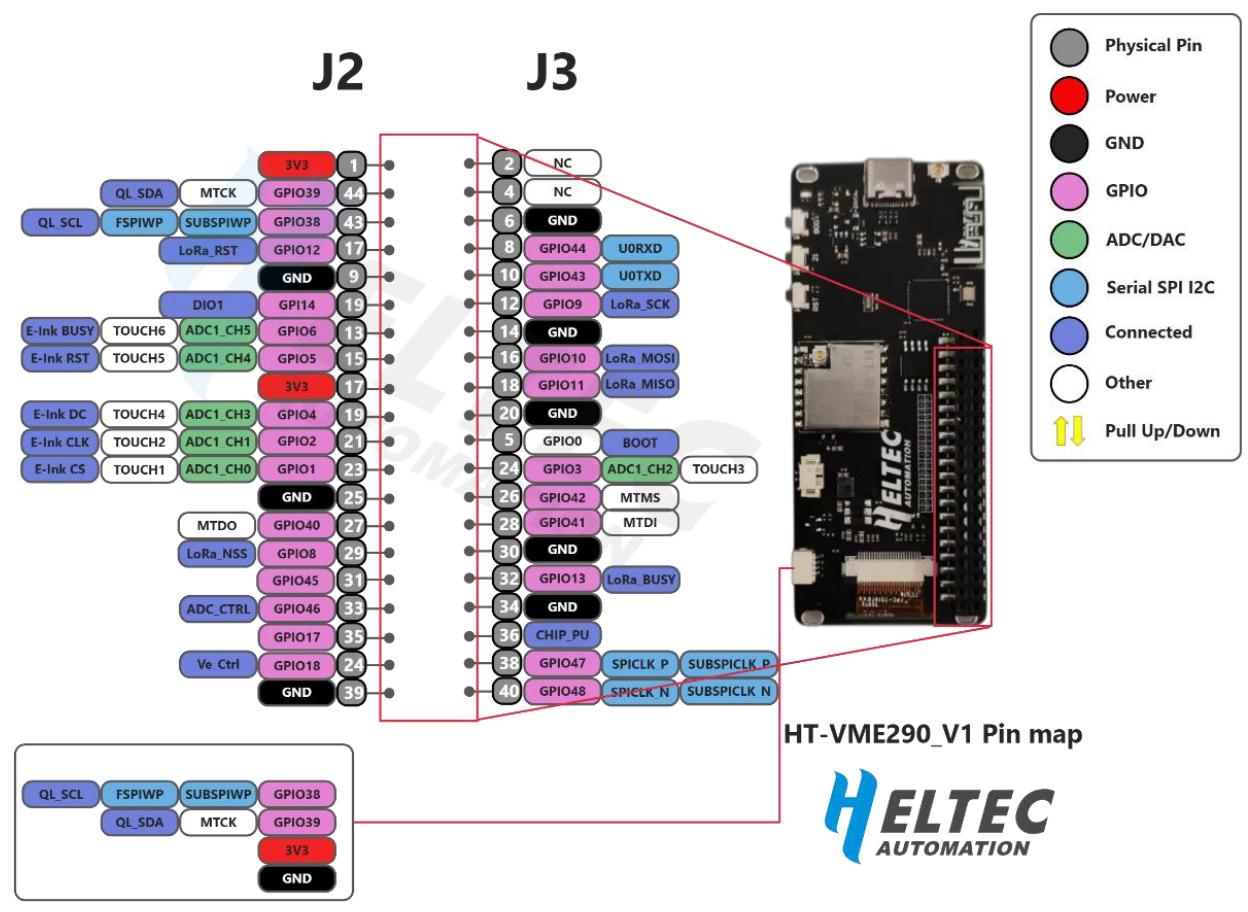 J2 J3
3V3 1
QL_SDA MTCK GPIO39 44
QL_SCL FSPIWP SUBSPIWP GPIO38 43
LoRa_RST GPIO12 17
GND 9
DIO1 GPI14 19
E-Ink BUSY TOUCH6 ADC1_CH5 GPIO6 13
E-Ink RST TOUCH5 ADC1_CH4 GPIO5 15
3V3 17
E-Ink DC TOUCH4 ADC1_CH3 GPIO4 19
E-Ink CLK TOUCH2 ADC1_CH1 GPIO2 21
E-Ink CS TOUCH1 ADC1_CH0 GPIO1 23
GND 25
MTDO GPIO40 27
LoRa_NSS GPIO8 29
GPIO45 31
ADC_CTRL GPIO46 33
GPIO17 35
Ve_Ctrl GPIO18 24
GND 39
2 NC
4 NC
6 GND
8 GPIO44 U0RXD
10 GPIO43 U0TXD
12 GPIO9 LoRa_SCK
14 GND
16 GPIO10 LoRa_MOSI
18 GPIO11 LoRa_MISO
20 GND
5 GPIO0 BOOT
24 GPIO3 ADC1_CH2 TOUCH3
26 GPIO42 MTMS
28 GPIO41 MTDI
30 GND
32 GPIO13 LoRa_BUSY
34 GND
36 CHIP_PU
38 GPIO47 SPICLK_P SUBSPICLK_P
40 GPIO48 SPICLK_N SUBSPICLK_N
Physical Pin
Power
GND
GPIO
ADC/DAC
Serial SPI I2C
Connected
Other
Pull Up/Down
BOOT
21
RST
HELTEC
AUTOMATION
HT-VME290_V1 Pin map
HELTEC
AUTOMATION
QL_SCL FSPIWP SUBSPIWP GPIO38
QL_SDA MTCK GPIO39
3V3
GND